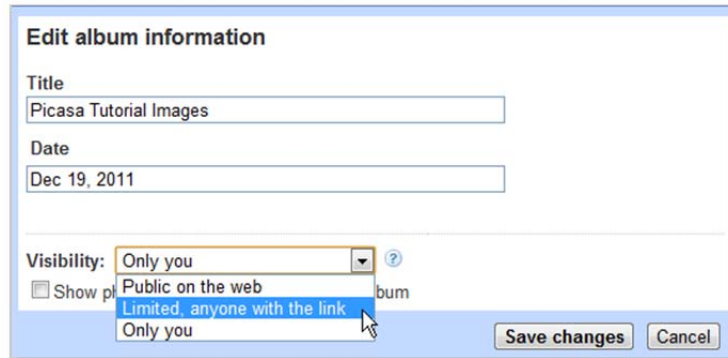 Edit album information
Title
Picasa Tutorial Images
Date
Dec 19, 2011
Visibility: Only you ?
Public on the web
Show bum
Limited, anyone with the link
Only you
Save changes Cancel